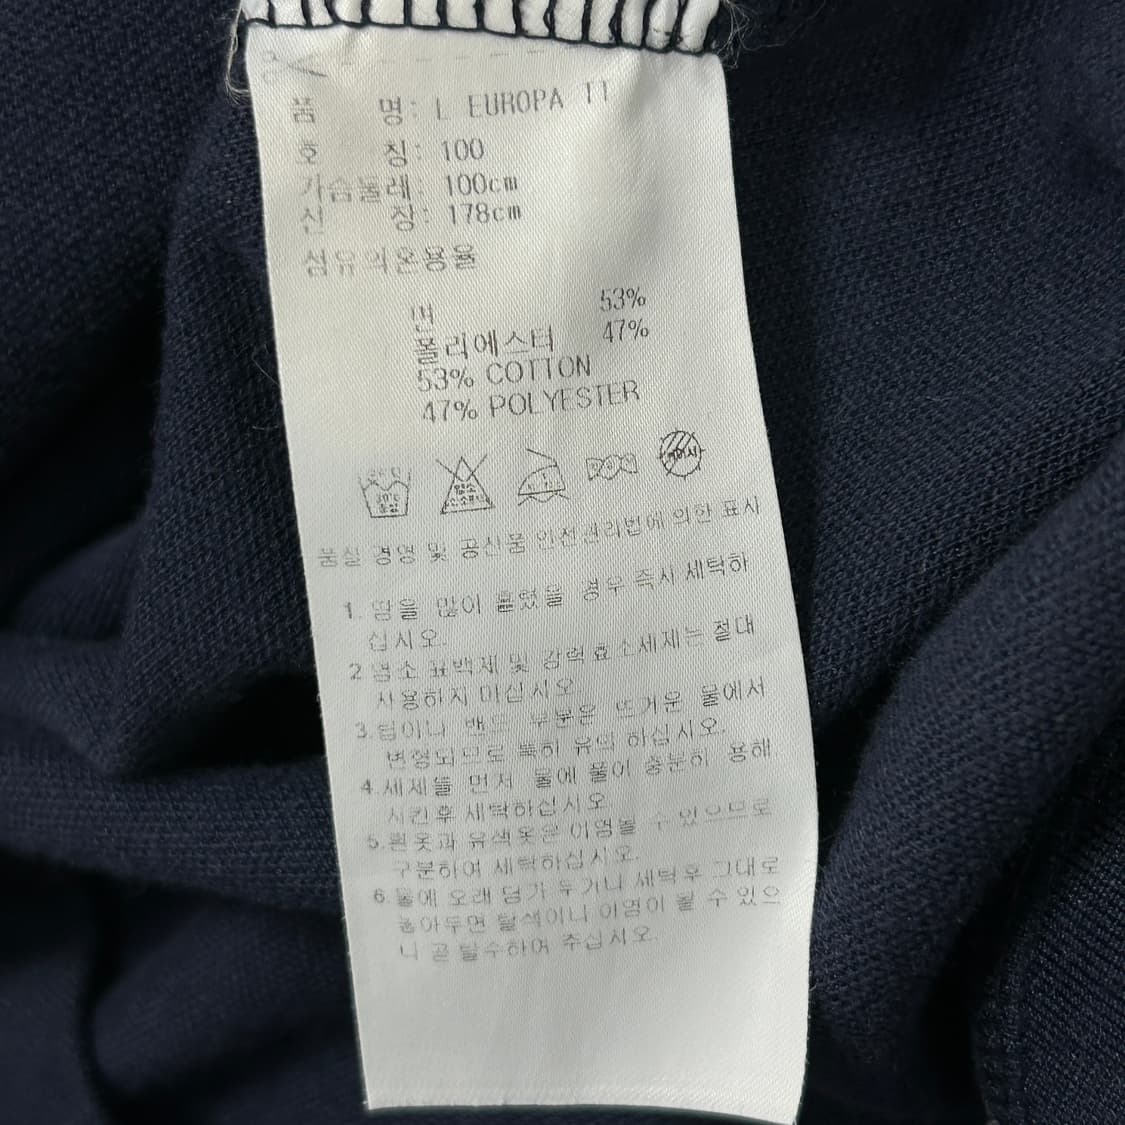 품 명: L EUROPA TT
호 칭: 100
가슴둘레: 100cm
신 장: 178cm
섬유의혼용율
면 53%
폴리에스터 47%
53% COTTON
47% POLYESTER
30℃ 중성 염소 산소표백
품질 경영 및 공산품 안전관리법에 의한 표시
1. 땀을 많이 흘렸을 경우 즉시 세탁하
십시오.
2 염소 표백제 및 강력효소세제는 절대
사용하지 마십시오
3.립이나 밴드 부분은 뜨거운 물에서
변형되므로 특히 유의 하십시오.
4.세제를 먼저 물에 풀어 충분히 용해
시킨후 세탁하십시오
5.흰옷과 유색옷은 이염될 수 있으므로
구분하여 세탁하십시오.
6.물에 오래 담가 두거나 세탁후 그대로
놓아두면 탈색이나 이염이 될 수 있으
니 곧 탈수하여 주십시오.